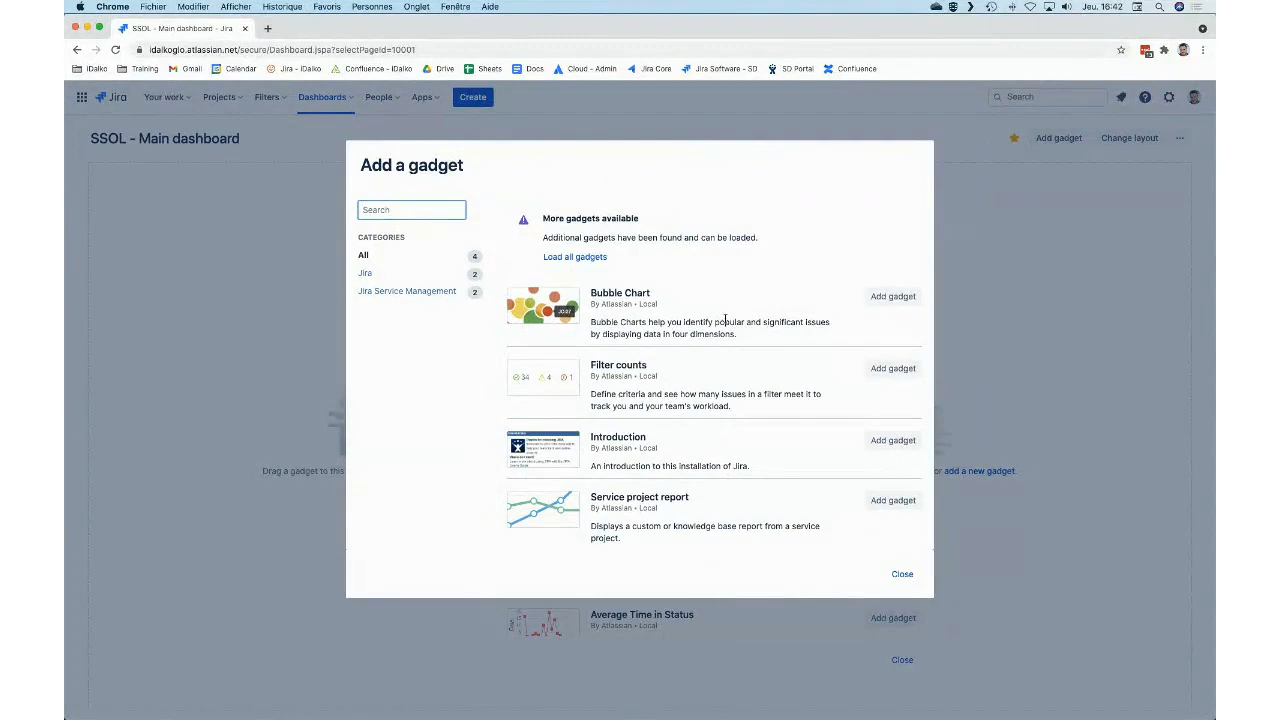 Chrome Fichier Modifier Afficher Historique Favoris Personnes Onglet Fenêtre Aide Jeu. 16:42
SSOL - Main dashboard - Jira
idalkoglo.atlassian.net/secure/Dashboard.jspa?selectPageId=10001
iDalko Training Gmail Calendar Jira - iDalko Confluence - iDalko Drive Sheets Docs Cloud - Admin Jira Core Jira Software - SD SD Portal Confluence
Jira Your work Projects Filters Dashboards People Apps Create Search
SSOL - Main dashboard Add gadget Change layout
Add a gadget
Search
CATEGORIES
All 4
Jira 2
Jira Service Management 2
More gadgets available
Additional gadgets have been found and can be loaded.
Load all gadgets
Bubble Chart Add gadget
By Atlassian • Local
Bubble Charts help you identify popular and significant issues
by displaying data in four dimensions.
34 4 1
Filter counts Add gadget
By Atlassian • Local
Define criteria and see how many issues in a filter meet it to
track you and your team's workload.
Introduction Add gadget
By Atlassian • Local
An introduction to this installation of Jira.
Drag a gadget to this or add a new gadget.
Service project report Add gadget
By Atlassian • Local
Displays a custom or knowledge base report from a service
project.
Close
Average Time in Status Add gadget
By Atlassian • Local
Close